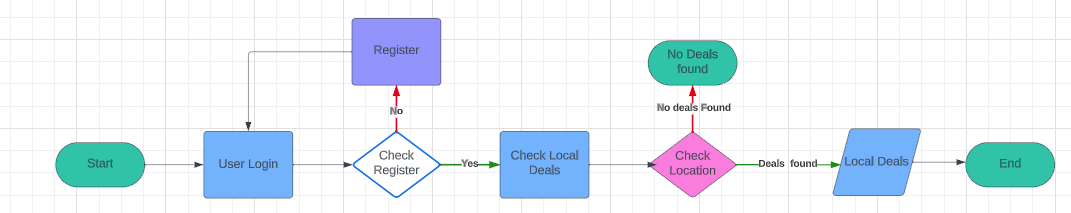 Register
No Deals
found
No
No deals Found
Start
User Login
Check
Register
Yes
Check Local
Deals
Check
Location
Deals found
Local Deals
End